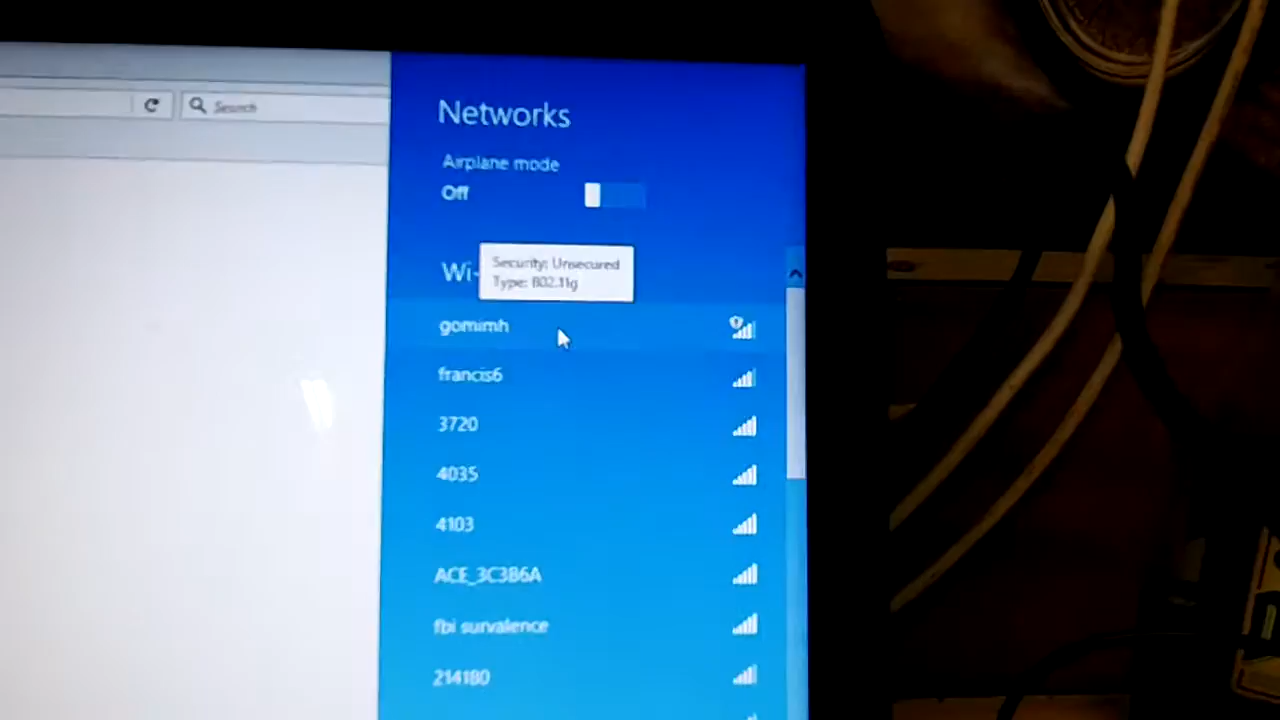 Search
Networks
Airplane mode
Off
Security: Unsecured
Type: 802.11g
Wi-
gomimh
francis6
3720
4035
4103
ACE_3C3B6A
fbi survalence
214180